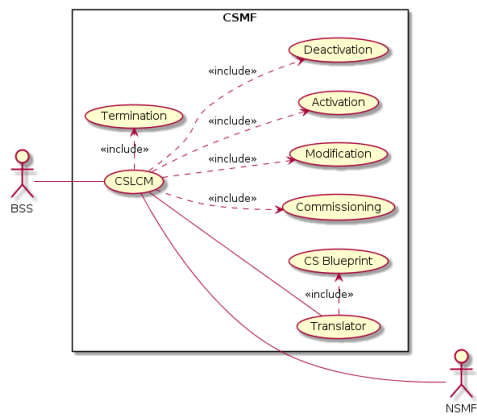 CSMF
Deactivation
«include»
Activation
Termination
«include»
«include»
Modification
«include»
CSLCM
«include»
Commissioning
BSS
CS Blueprint
«include»
Translator
NSMF